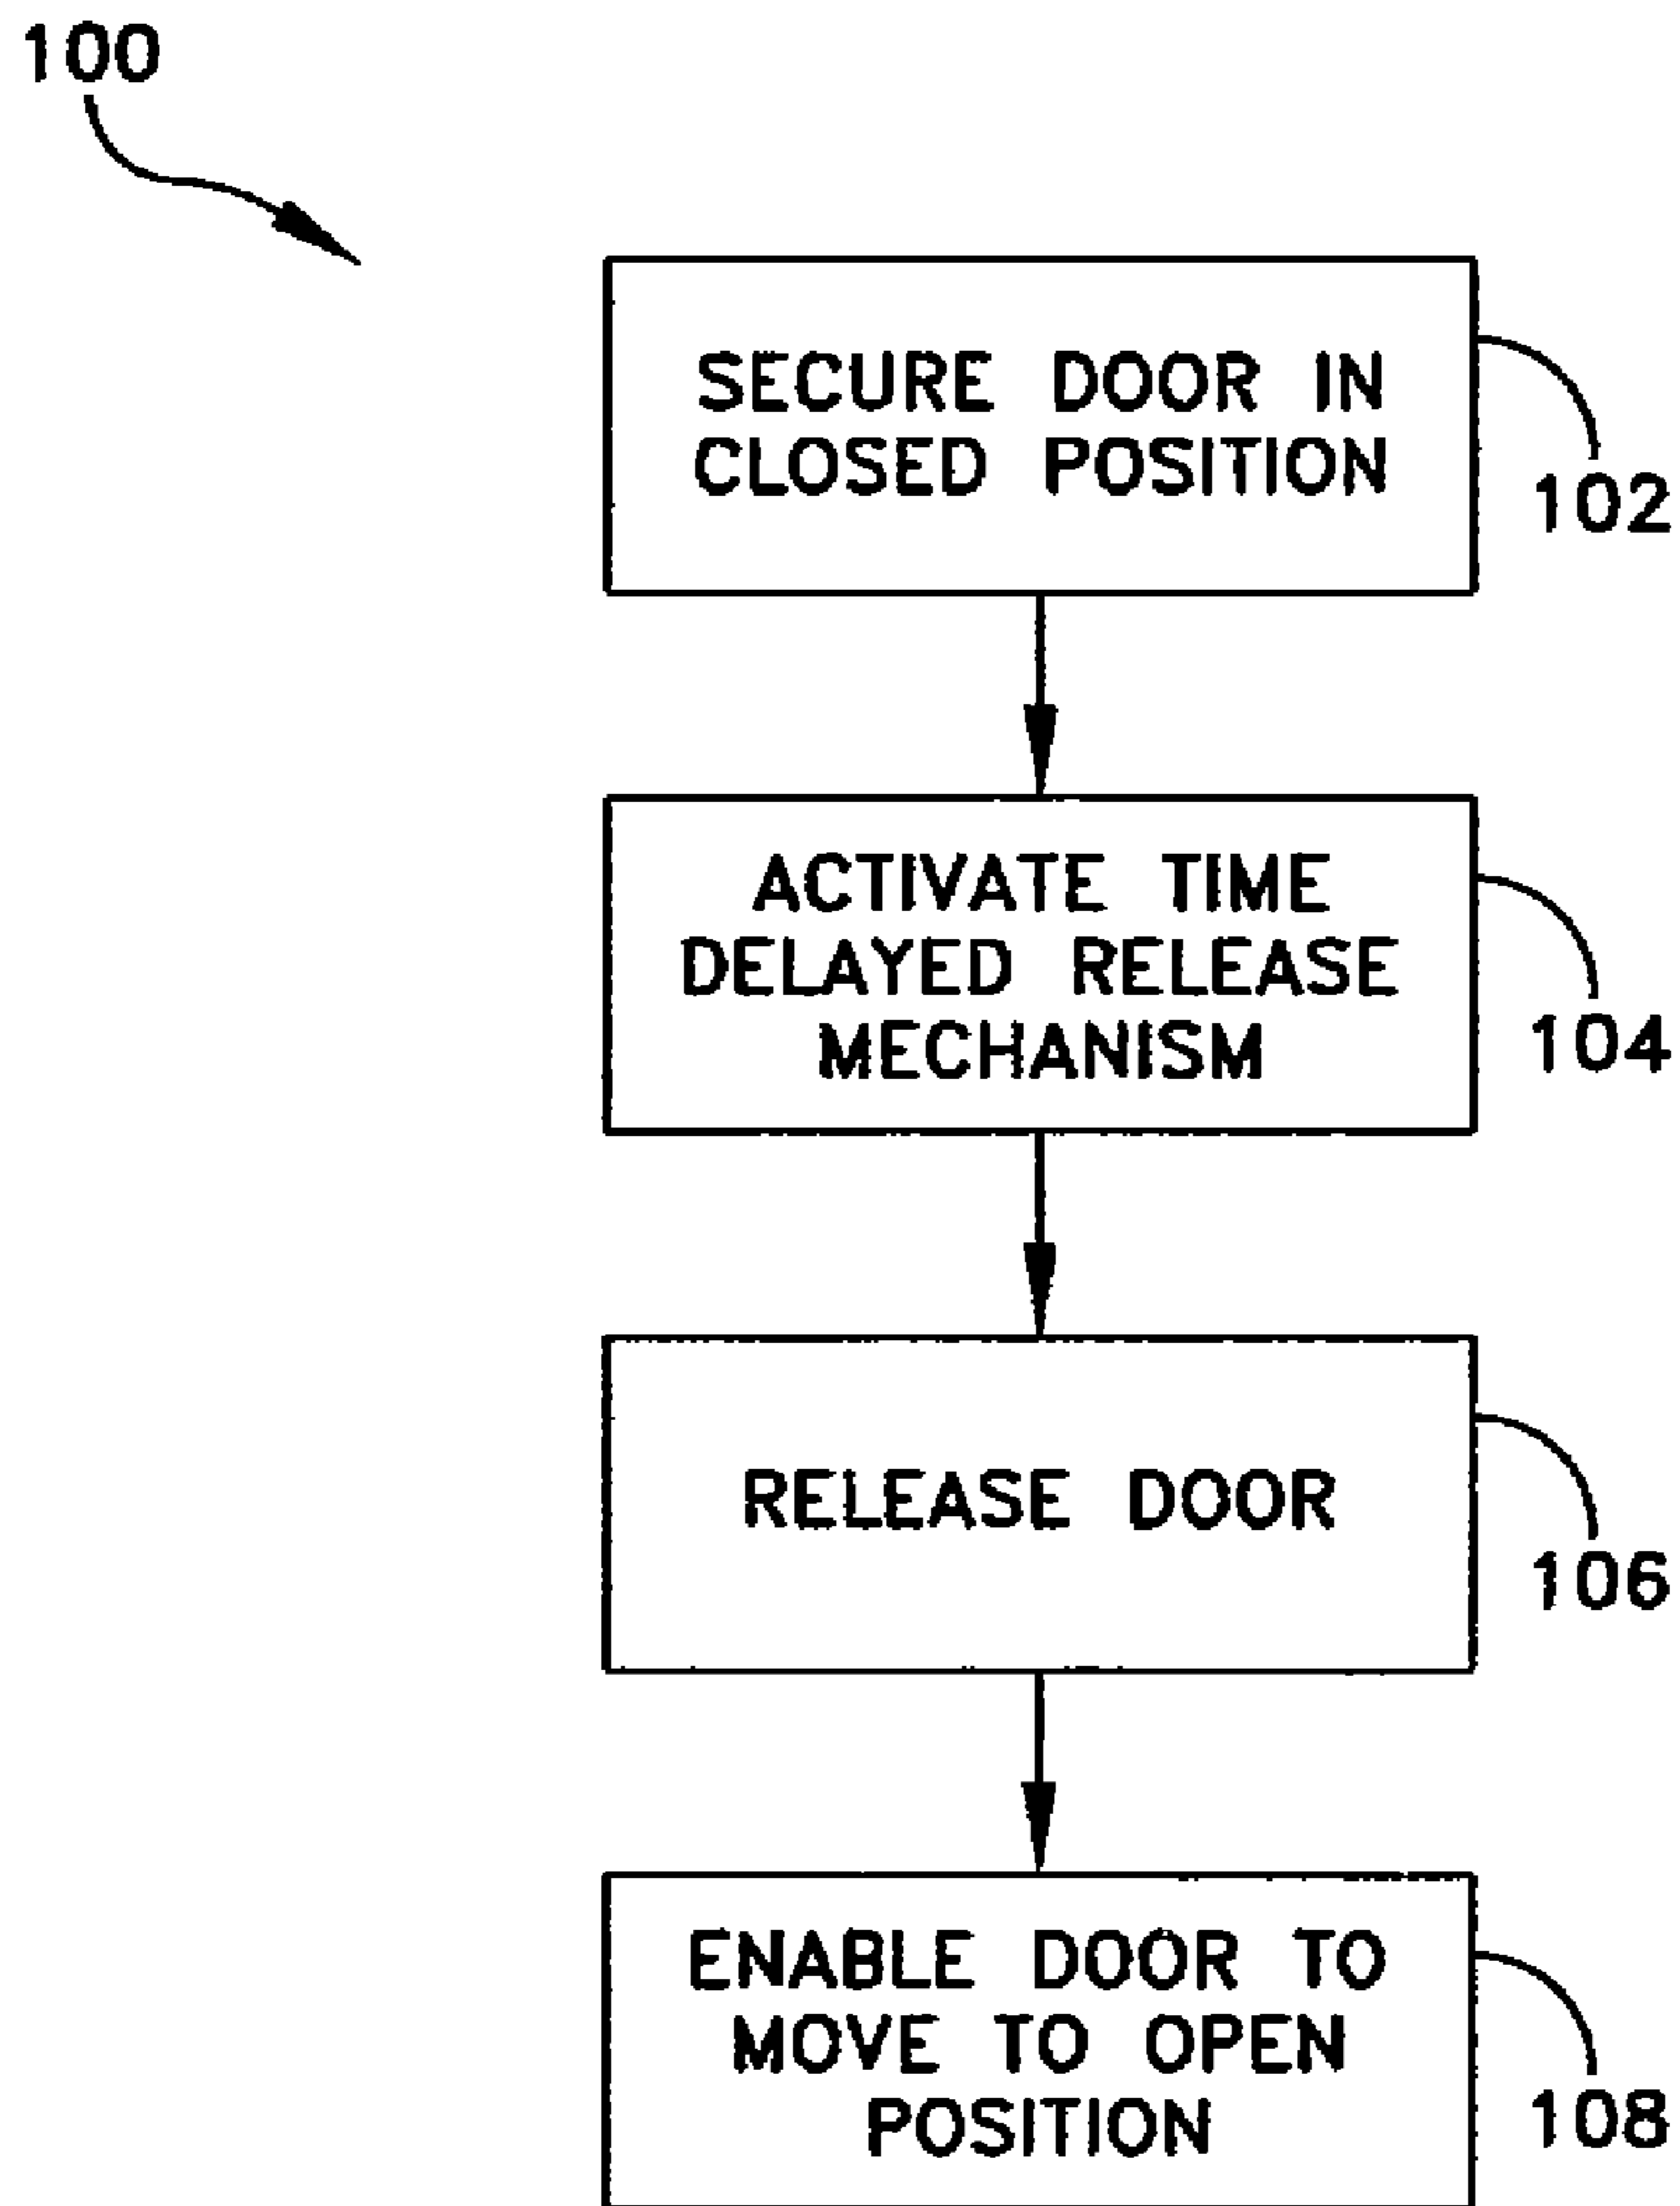 100
SECURE DOOR IN
CLOSED POSITION
102
ACTIVATE TIME
DELAYED RELEASE
MECHANISM
104
RELEASE DOOR
106
ENABLE DOOR TO
MOVE TO OPEN
POSITION
108